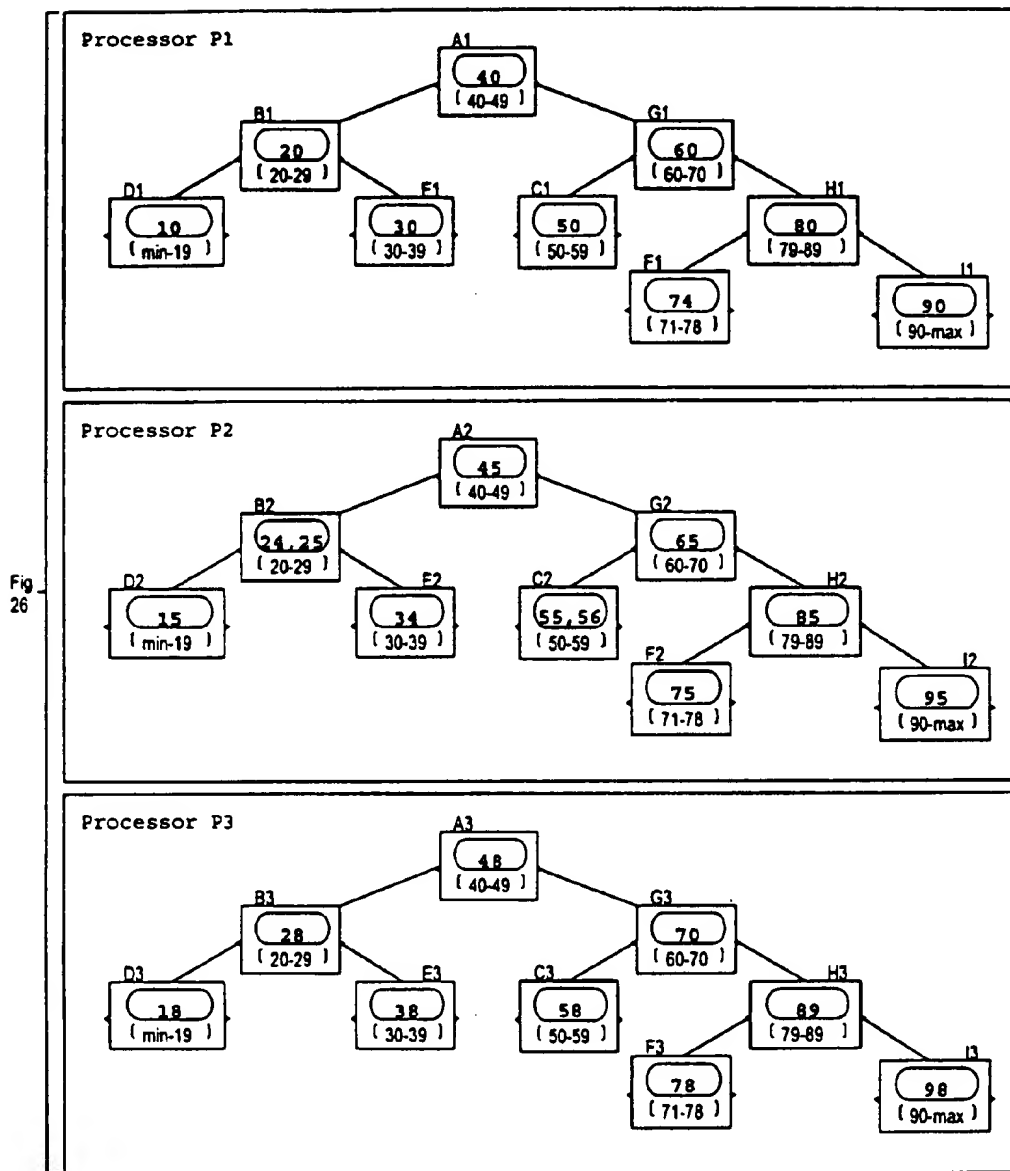 Processor P1
A1
40
( 40-49 )
B1
20
( 20-29 )
G1
60
( 60-70 )
D1
10
( min-19 )
E1
30
( 30-39 )
C1
50
( 50-59 )
H1
80
( 79-89 )
F1
74
( 71-78 )
I1
90
( 90-max )
Processor P2
A2
45
( 40-49 )
B2
24,25
( 20-29 )
G2
65
( 60-70 )
D2
15
( min-19 )
E2
34
( 30-39 )
C2
55,56
( 50-59 )
H2
85
( 79-89 )
F2
75
( 71-78 )
I2
95
( 90-max )
Fig
26
Processor P3
A3
48
( 40-49 )
B3
28
( 20-29 )
G3
70
( 60-70 )
D3
18
( min-19 )
E3
38
( 30-39 )
C3
58
( 50-59 )
H3
89
( 79-89 )
F3
78
( 71-78 )
I3
98
( 90-max )